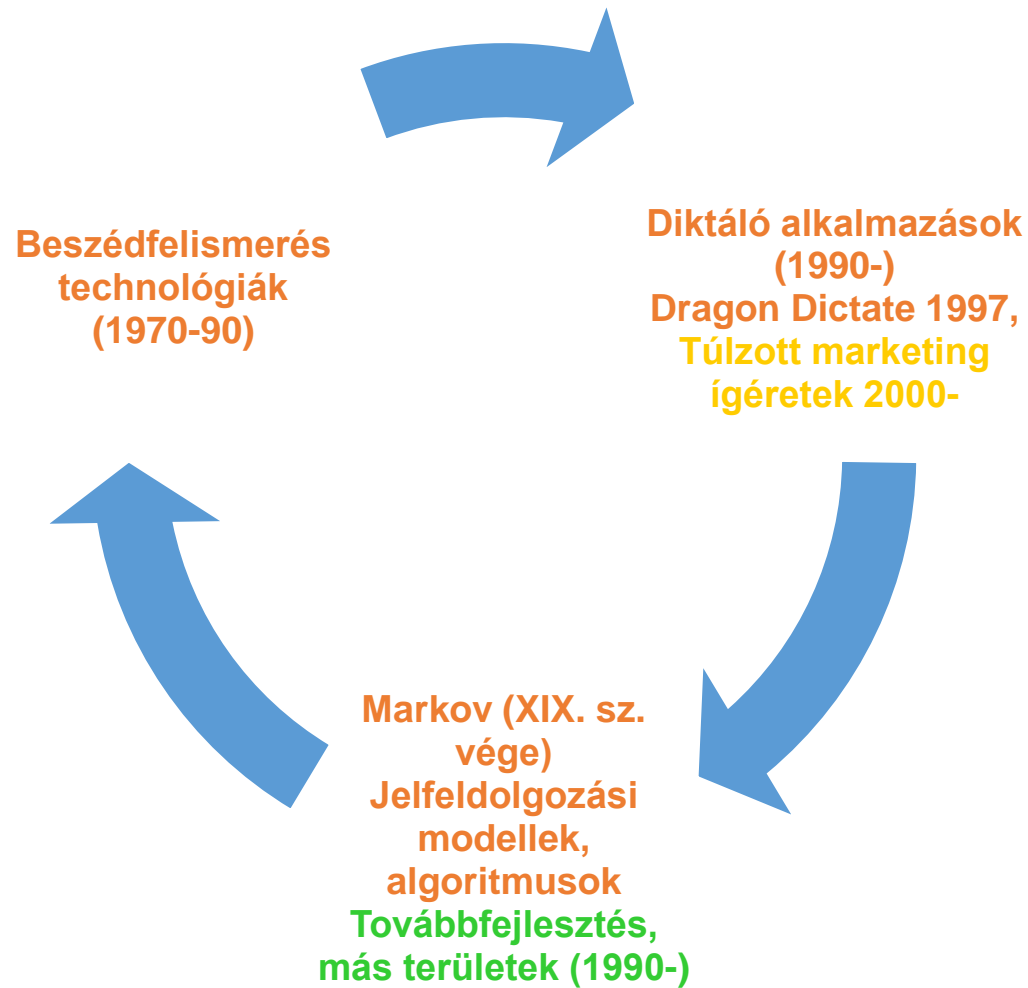 Beszédfelismerés
technológiák
(1970-90)
Diktáló alkalmazások
(1990-)
Dragon Dictate 1997,
Túlzott marketing
ígéretek 2000-
Markov (XIX. sz.
vége)
Jelfeldolgozási
modellek,
algoritmusok
Továbbfejlesztés,
más területek (1990-)